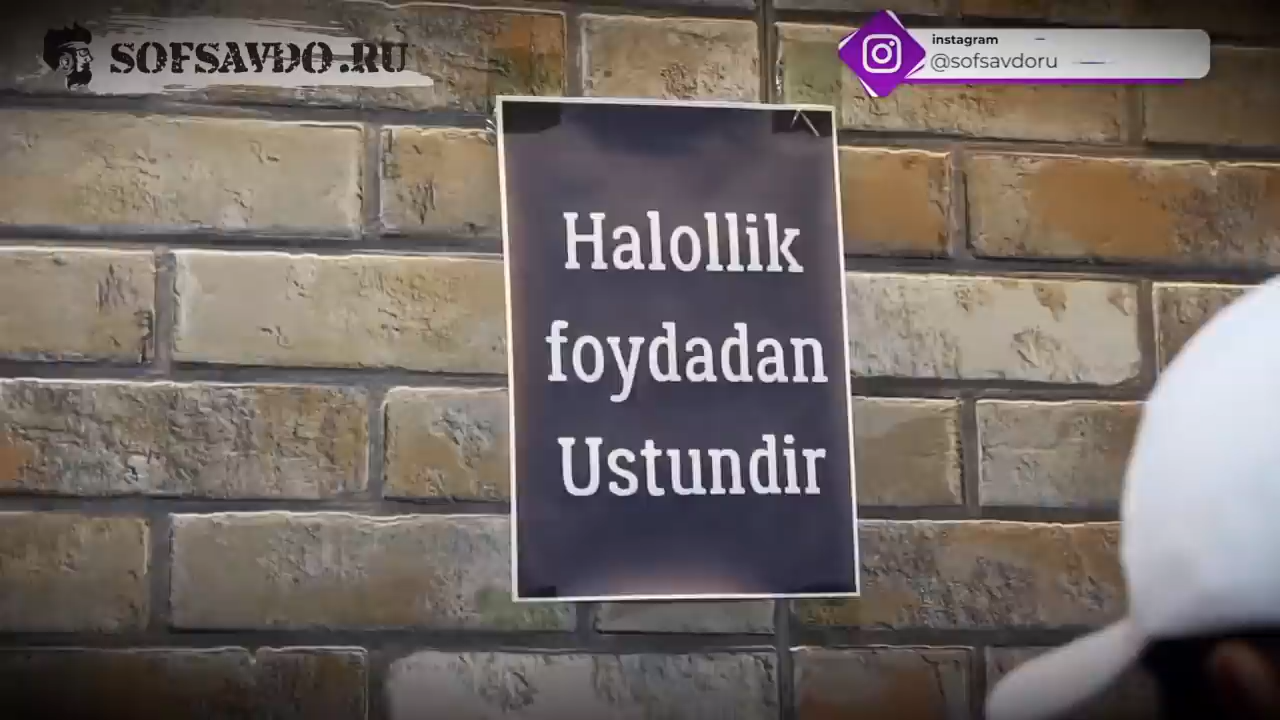 SOFSAVDO.RU
instagram
@sofsavdoru
Halollik
foydadan
Ustundir